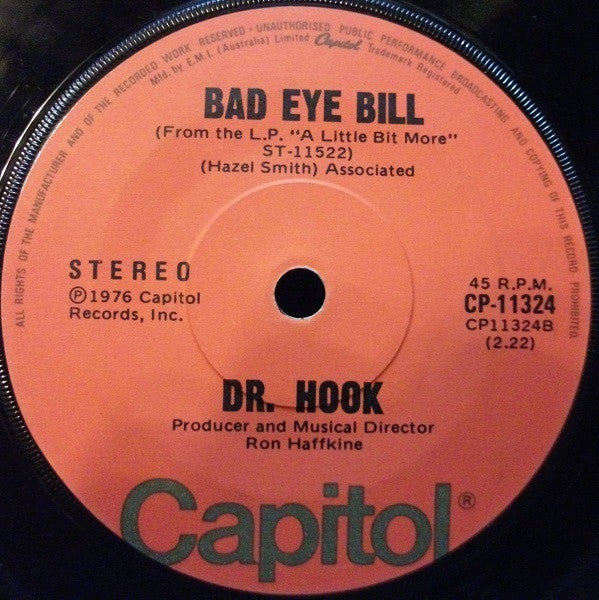 ALL RIGHTS OF THE MANUFACTURER AND OF THE RECORDED WORK RESERVED • UNAUTHORISED PUBLIC PERFORMANCE BROADCASTING AND COPYING OF THIS RECORD PROHIBITED.
Mfd. by E.M.I. (Australia) Limited Capitol Trademark Registered
BAD EYE BILL
(From the L.P. "A Little Bit More"
ST-11522)
(Hazel Smith) Associated
STEREO
Ⓟ1976 Capitol
Records, Inc.
45 R.P.M.
CP-11324
CP11324B
(2.22)
DR. HOOK
Producer and Musical Director
Ron Haffkine
Capitol®